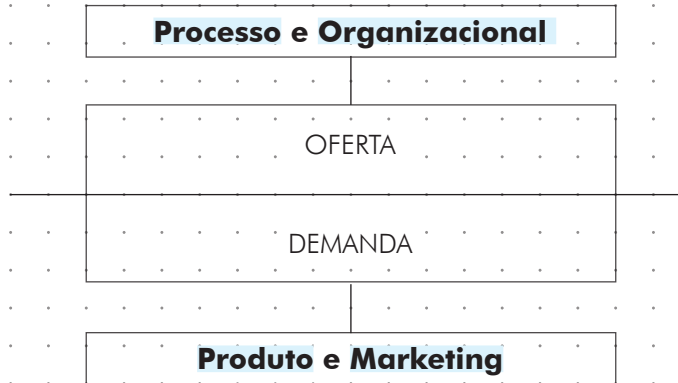 Processo e Organizacional
OFERTA
DEMANDA
Produto e Marketing